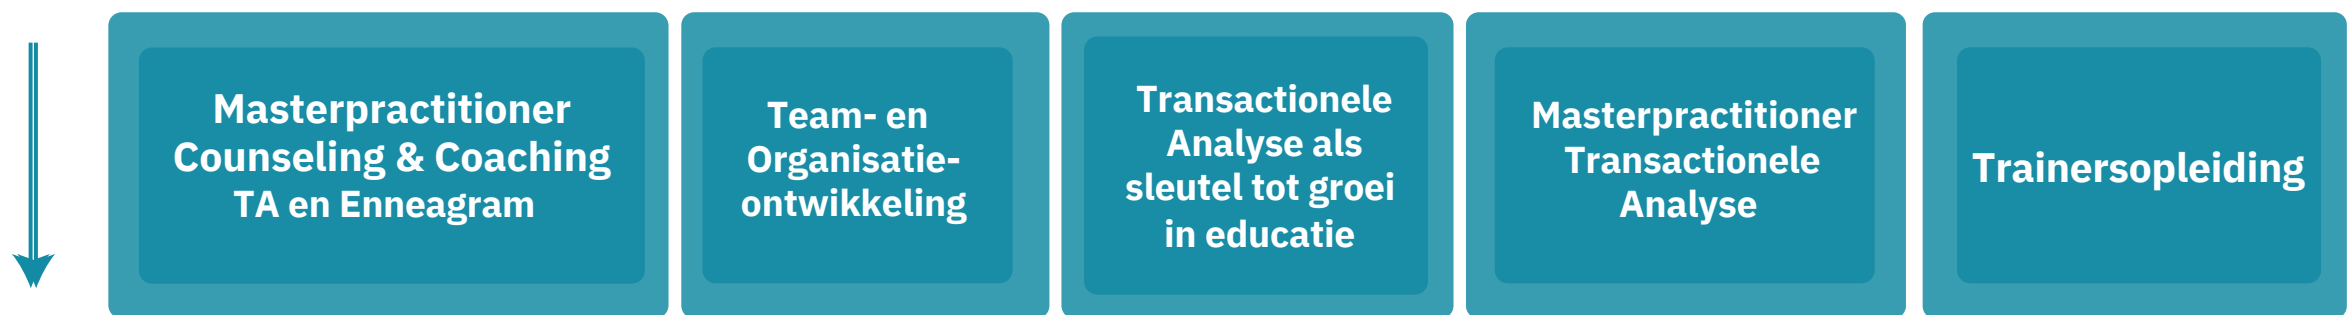 Masterpractitioner
Counseling & Coaching
TA en Enneagram
Team- en
Organisatie-
ontwikkeling
Transactionele
Analyse als
sleutel tot groei
in educatie
Masterpractitioner
Transactionele
Analyse
Trainersopleiding